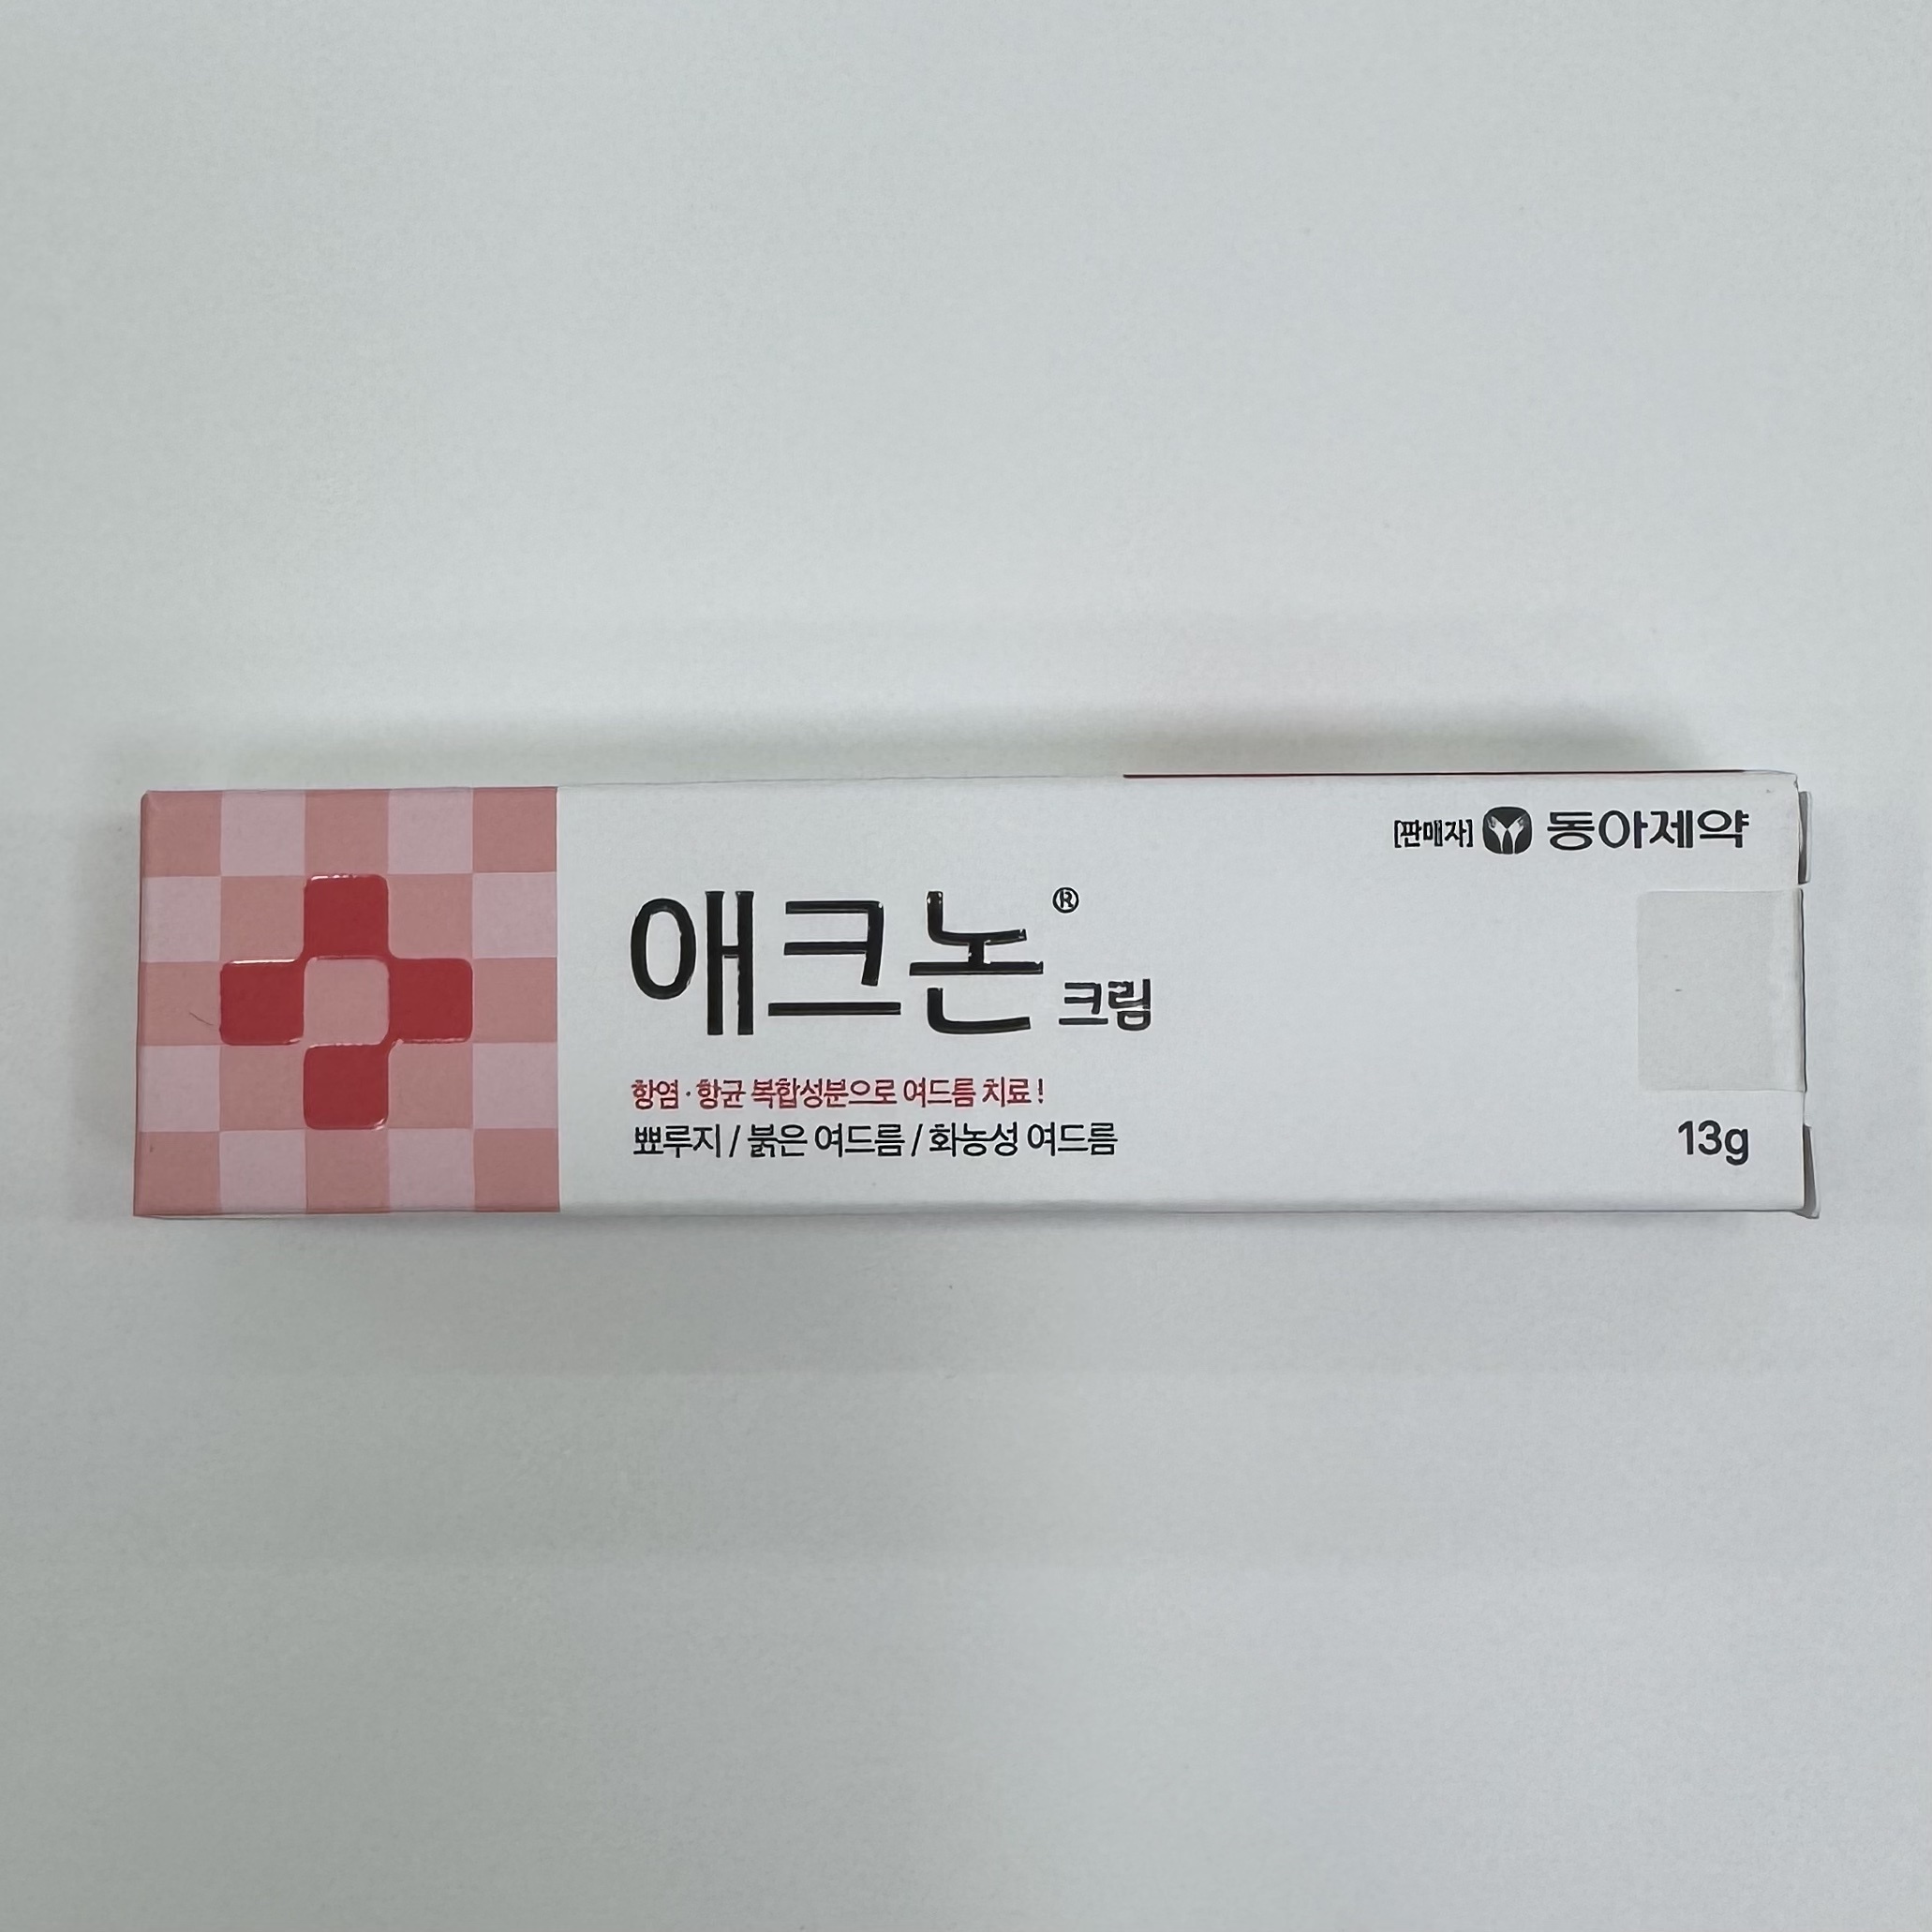 [판매자] 동아제약
애크논® 크림
항염·항균 복합성분으로 여드름 치료!
뾰루지 / 붉은 여드름 / 화농성 여드름
13g